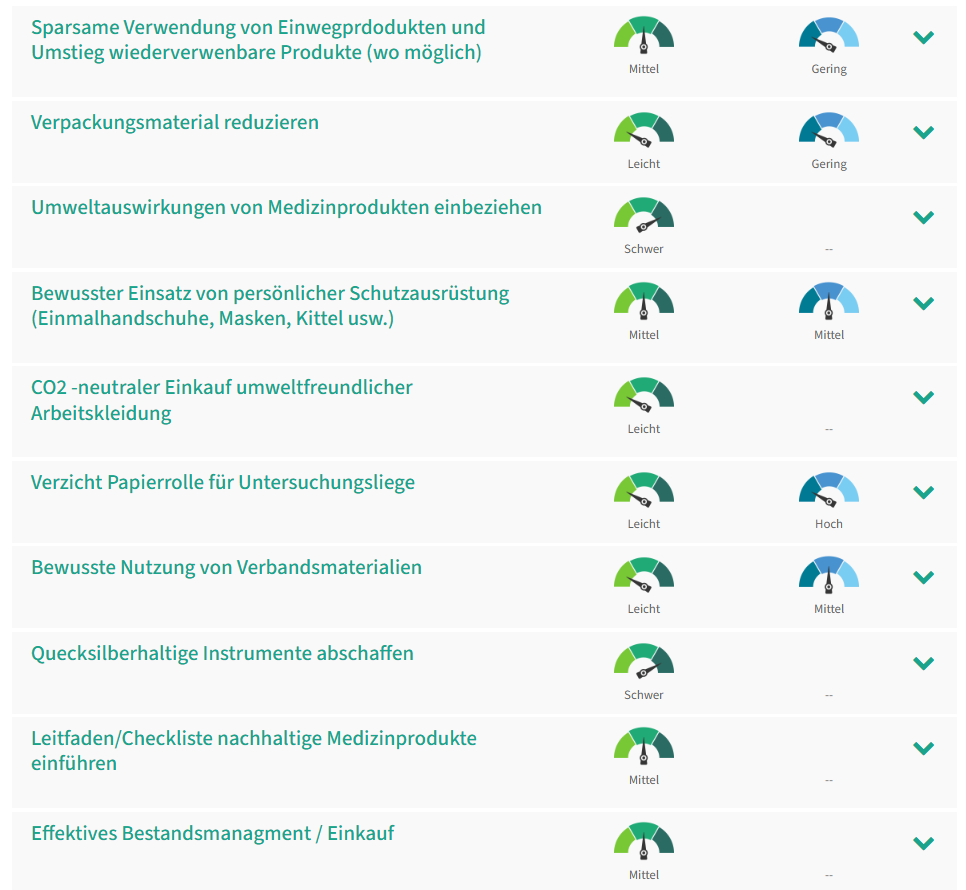 Sparsame Verwendung von Einwegprdodukten und
Umstieg wiederverwenbare Produkte (wo möglich)
Mittel
Gering
Verpackungsmaterial reduzieren
Leicht
Gering
Umweltauswirkungen von Medizinprodukten einbeziehen
Schwer
--
Bewusster Einsatz von persönlicher Schutzausrüstung
(Einmalhandschuhe, Masken, Kittel usw.)
Mittel
Mittel
CO2 -neutraler Einkauf umweltfreundlicher
Arbeitskleidung
Leicht
--
Verzicht Papierrolle für Untersuchungsliege
Leicht
Hoch
Bewusste Nutzung von Verbandsmaterialien
Leicht
Mittel
Quecksilberhaltige Instrumente abschaffen
Schwer
--
Leitfaden/Checkliste nachhaltige Medizinprodukte
einführen
Mittel
--
Effektives Bestandsmanagment / Einkauf
Mittel
--